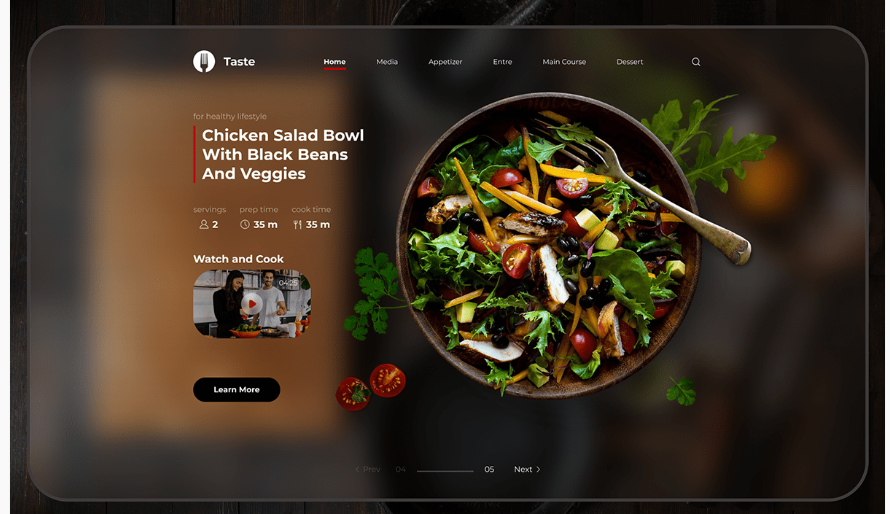 Taste
Home
Media
Appetizer
Entre
Main Course
Dessert
for healthy lifestyle
Chicken Salad Bowl
With Black Beans
And Veggies
servings prep time cook time
2 35 m 35 m
Watch and Cook
04:25
Learn More
Prev 04 05 Next